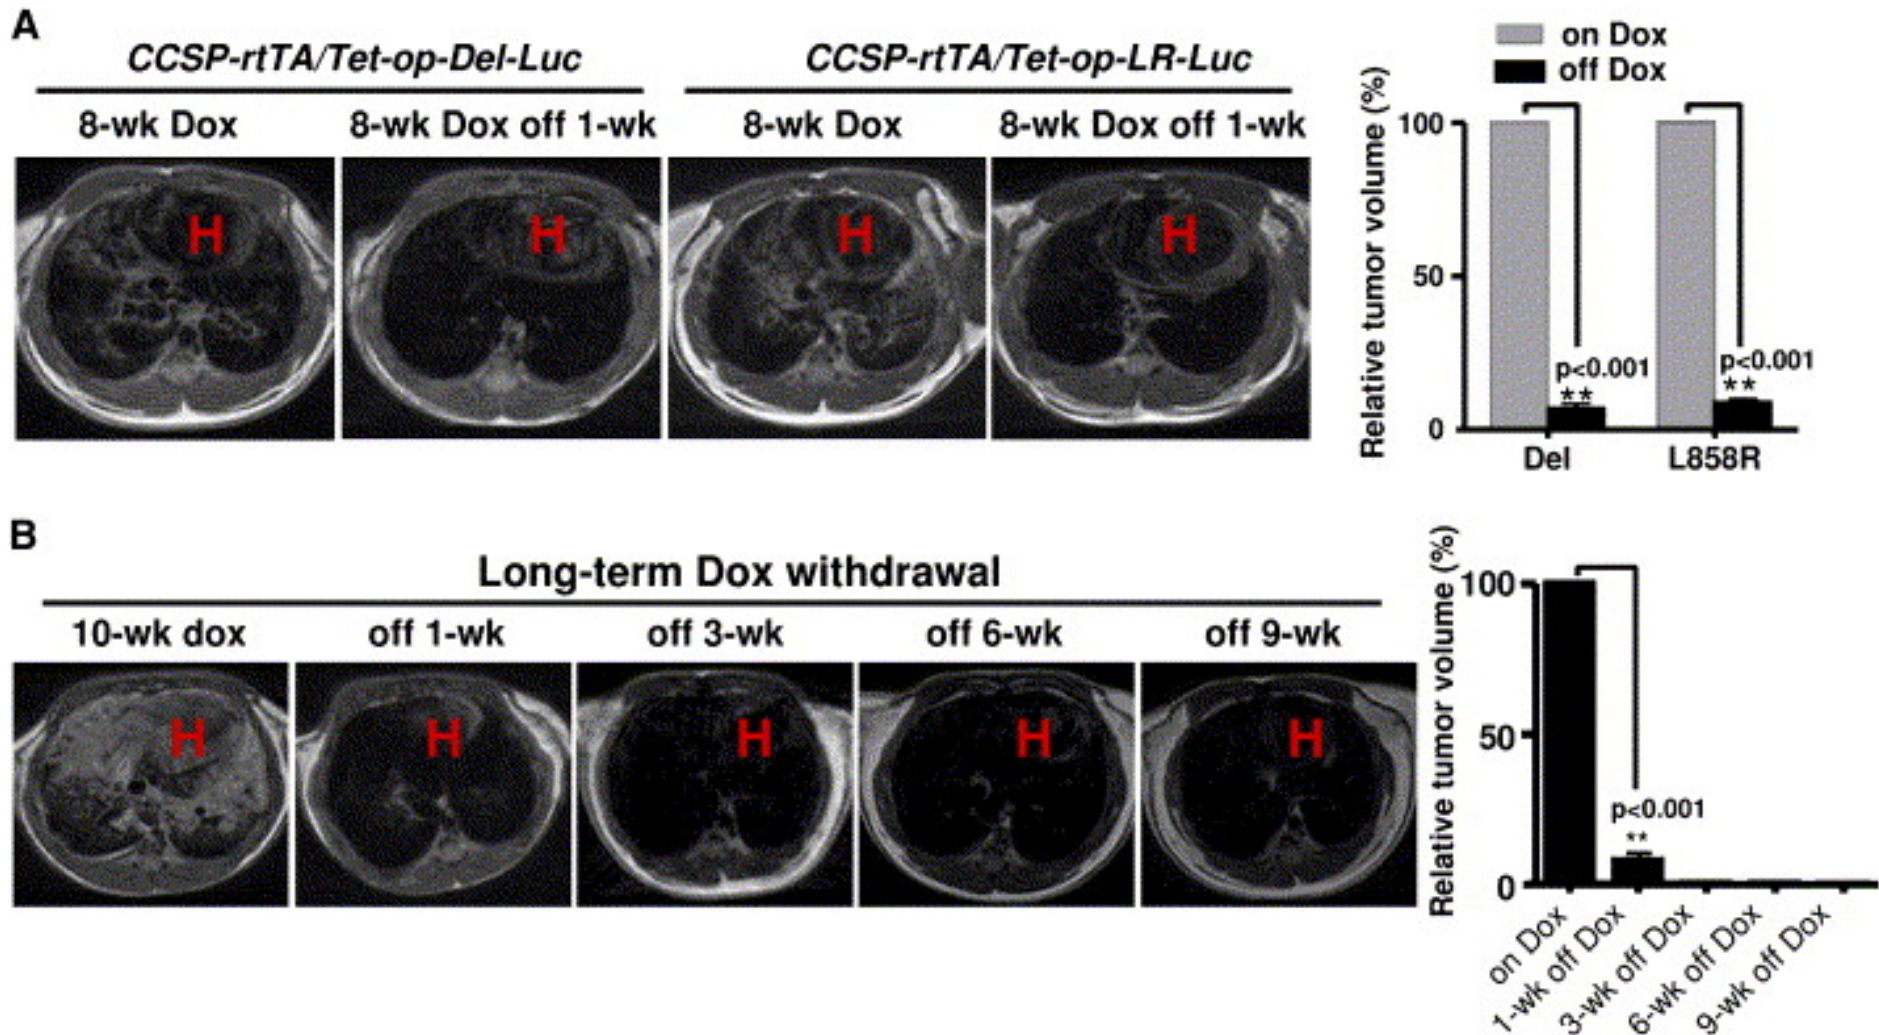 A
CCSP-rtTA/Tet-op-Del-Luc
CCSP-rtTA/Tet-op-LR-Luc
8-wk Dox
8-wk Dox off 1-wk
8-wk Dox
8-wk Dox off 1-wk
H
H
H
H
on Dox
off Dox
Relative tumor volume (%)
100
50
0
p<0.001
**
p<0.001
**
Del
L858R
B
Long-term Dox withdrawal
10-wk dox
off 1-wk
off 3-wk
off 6-wk
off 9-wk
H
H
H
H
H
Relative tumor volume (%)
100
50
0
p<0.001
**
on Dox
1-wk off Dox
3-wk off Dox
6-wk off Dox
9-wk off Dox